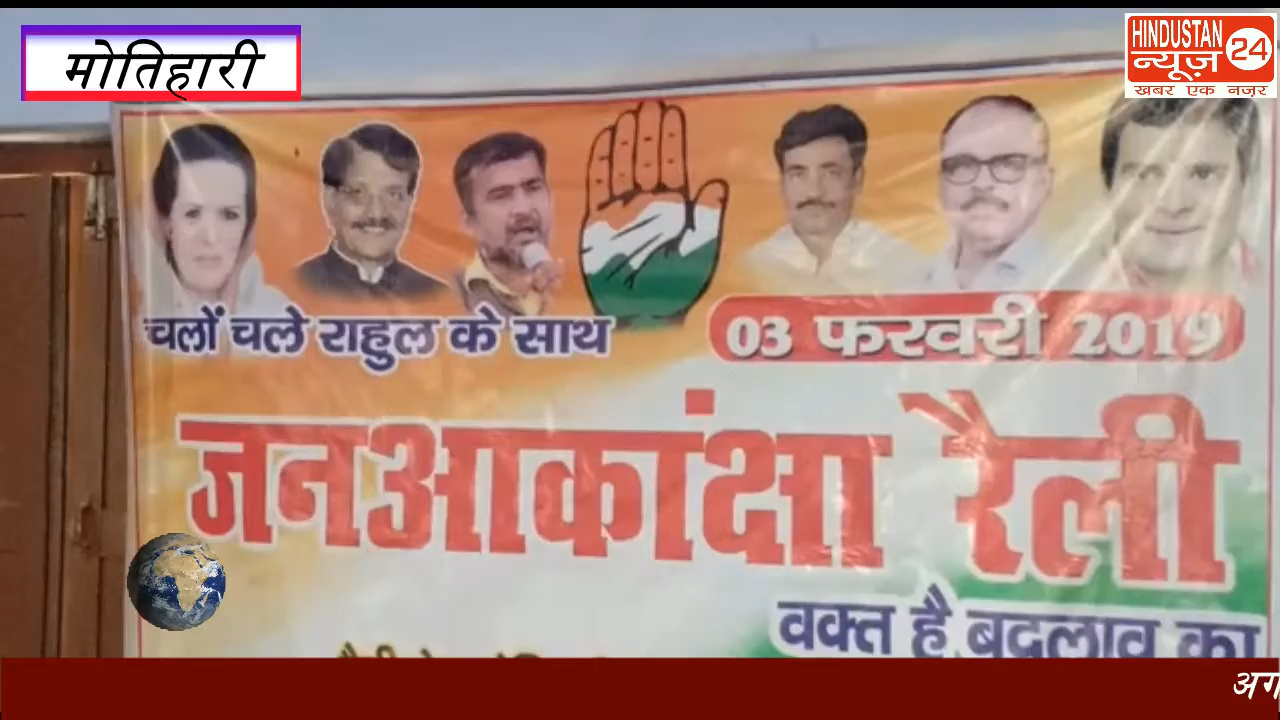 मोतिहारी
HINDUSTAN
न्यूज़ 24
खबर एक नज़र
चलों चले राहुल के साथ
03 फरवरी 2019
जनआकांक्षा रैली
वक्त है बदलाव का